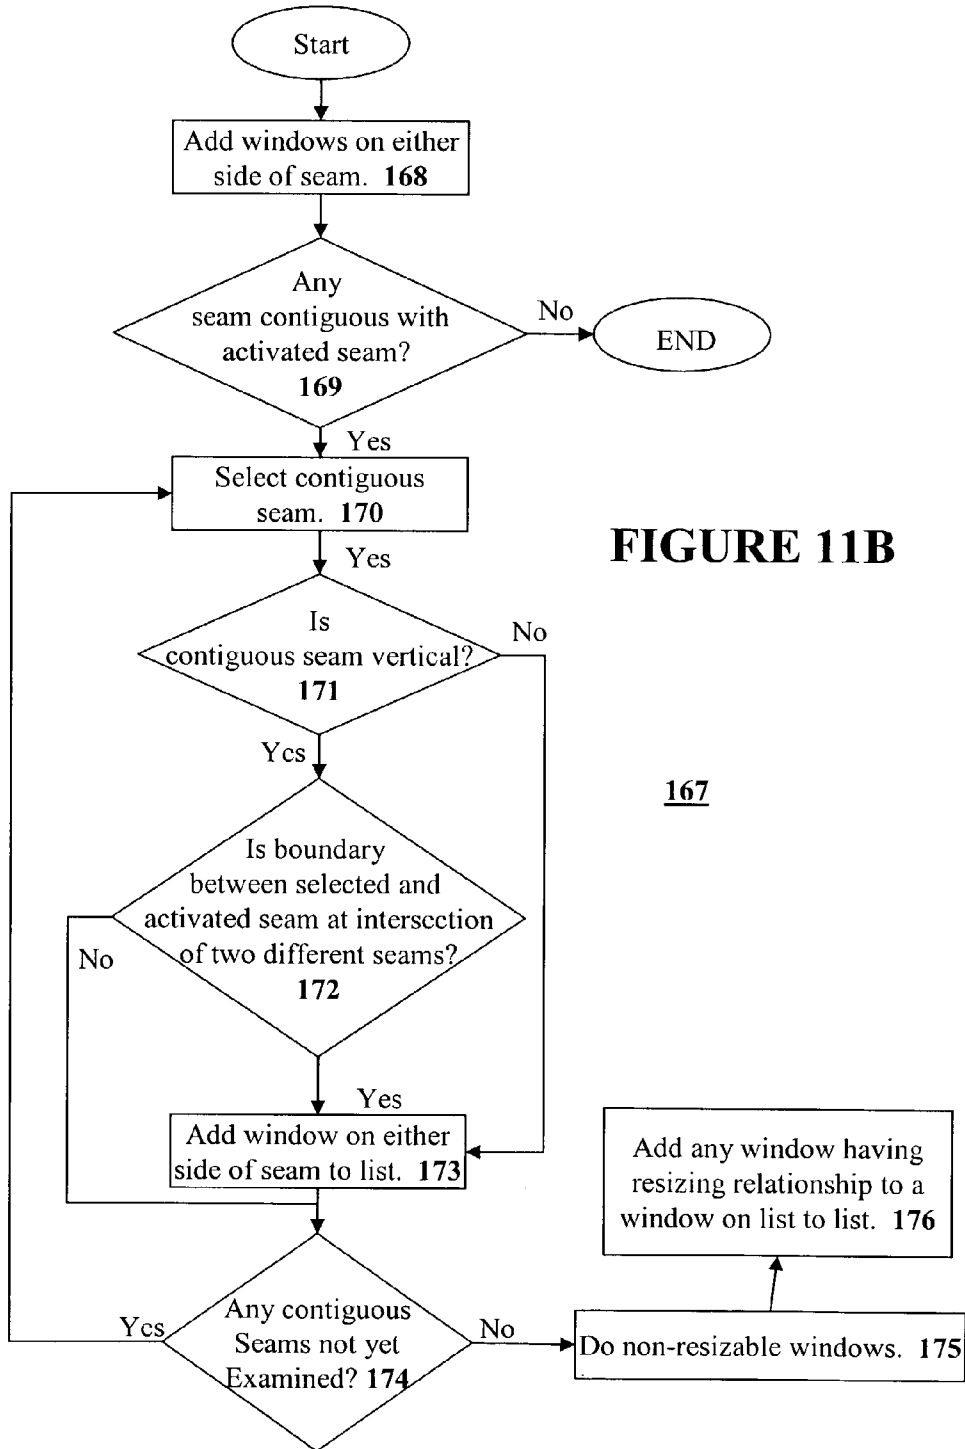 Start
Add windows on either
side of seam. 168
Any
seam contiguous with
activated seam?
169
No
END
Yes
Select contiguous
seam. 170
FIGURE 11B
Yes
Is
contiguous seam vertical?
171
No
Yes
167
Is boundary
between selected and
activated seam at intersection
of two different seams?
172
No
Yes
Add window on either
side of seam to list. 173
Add any window having
resizing relationship to a
window on list to list. 176
Any contiguous
Seams not yet
Examined? 174
Yes
No
Do non-resizable windows. 175